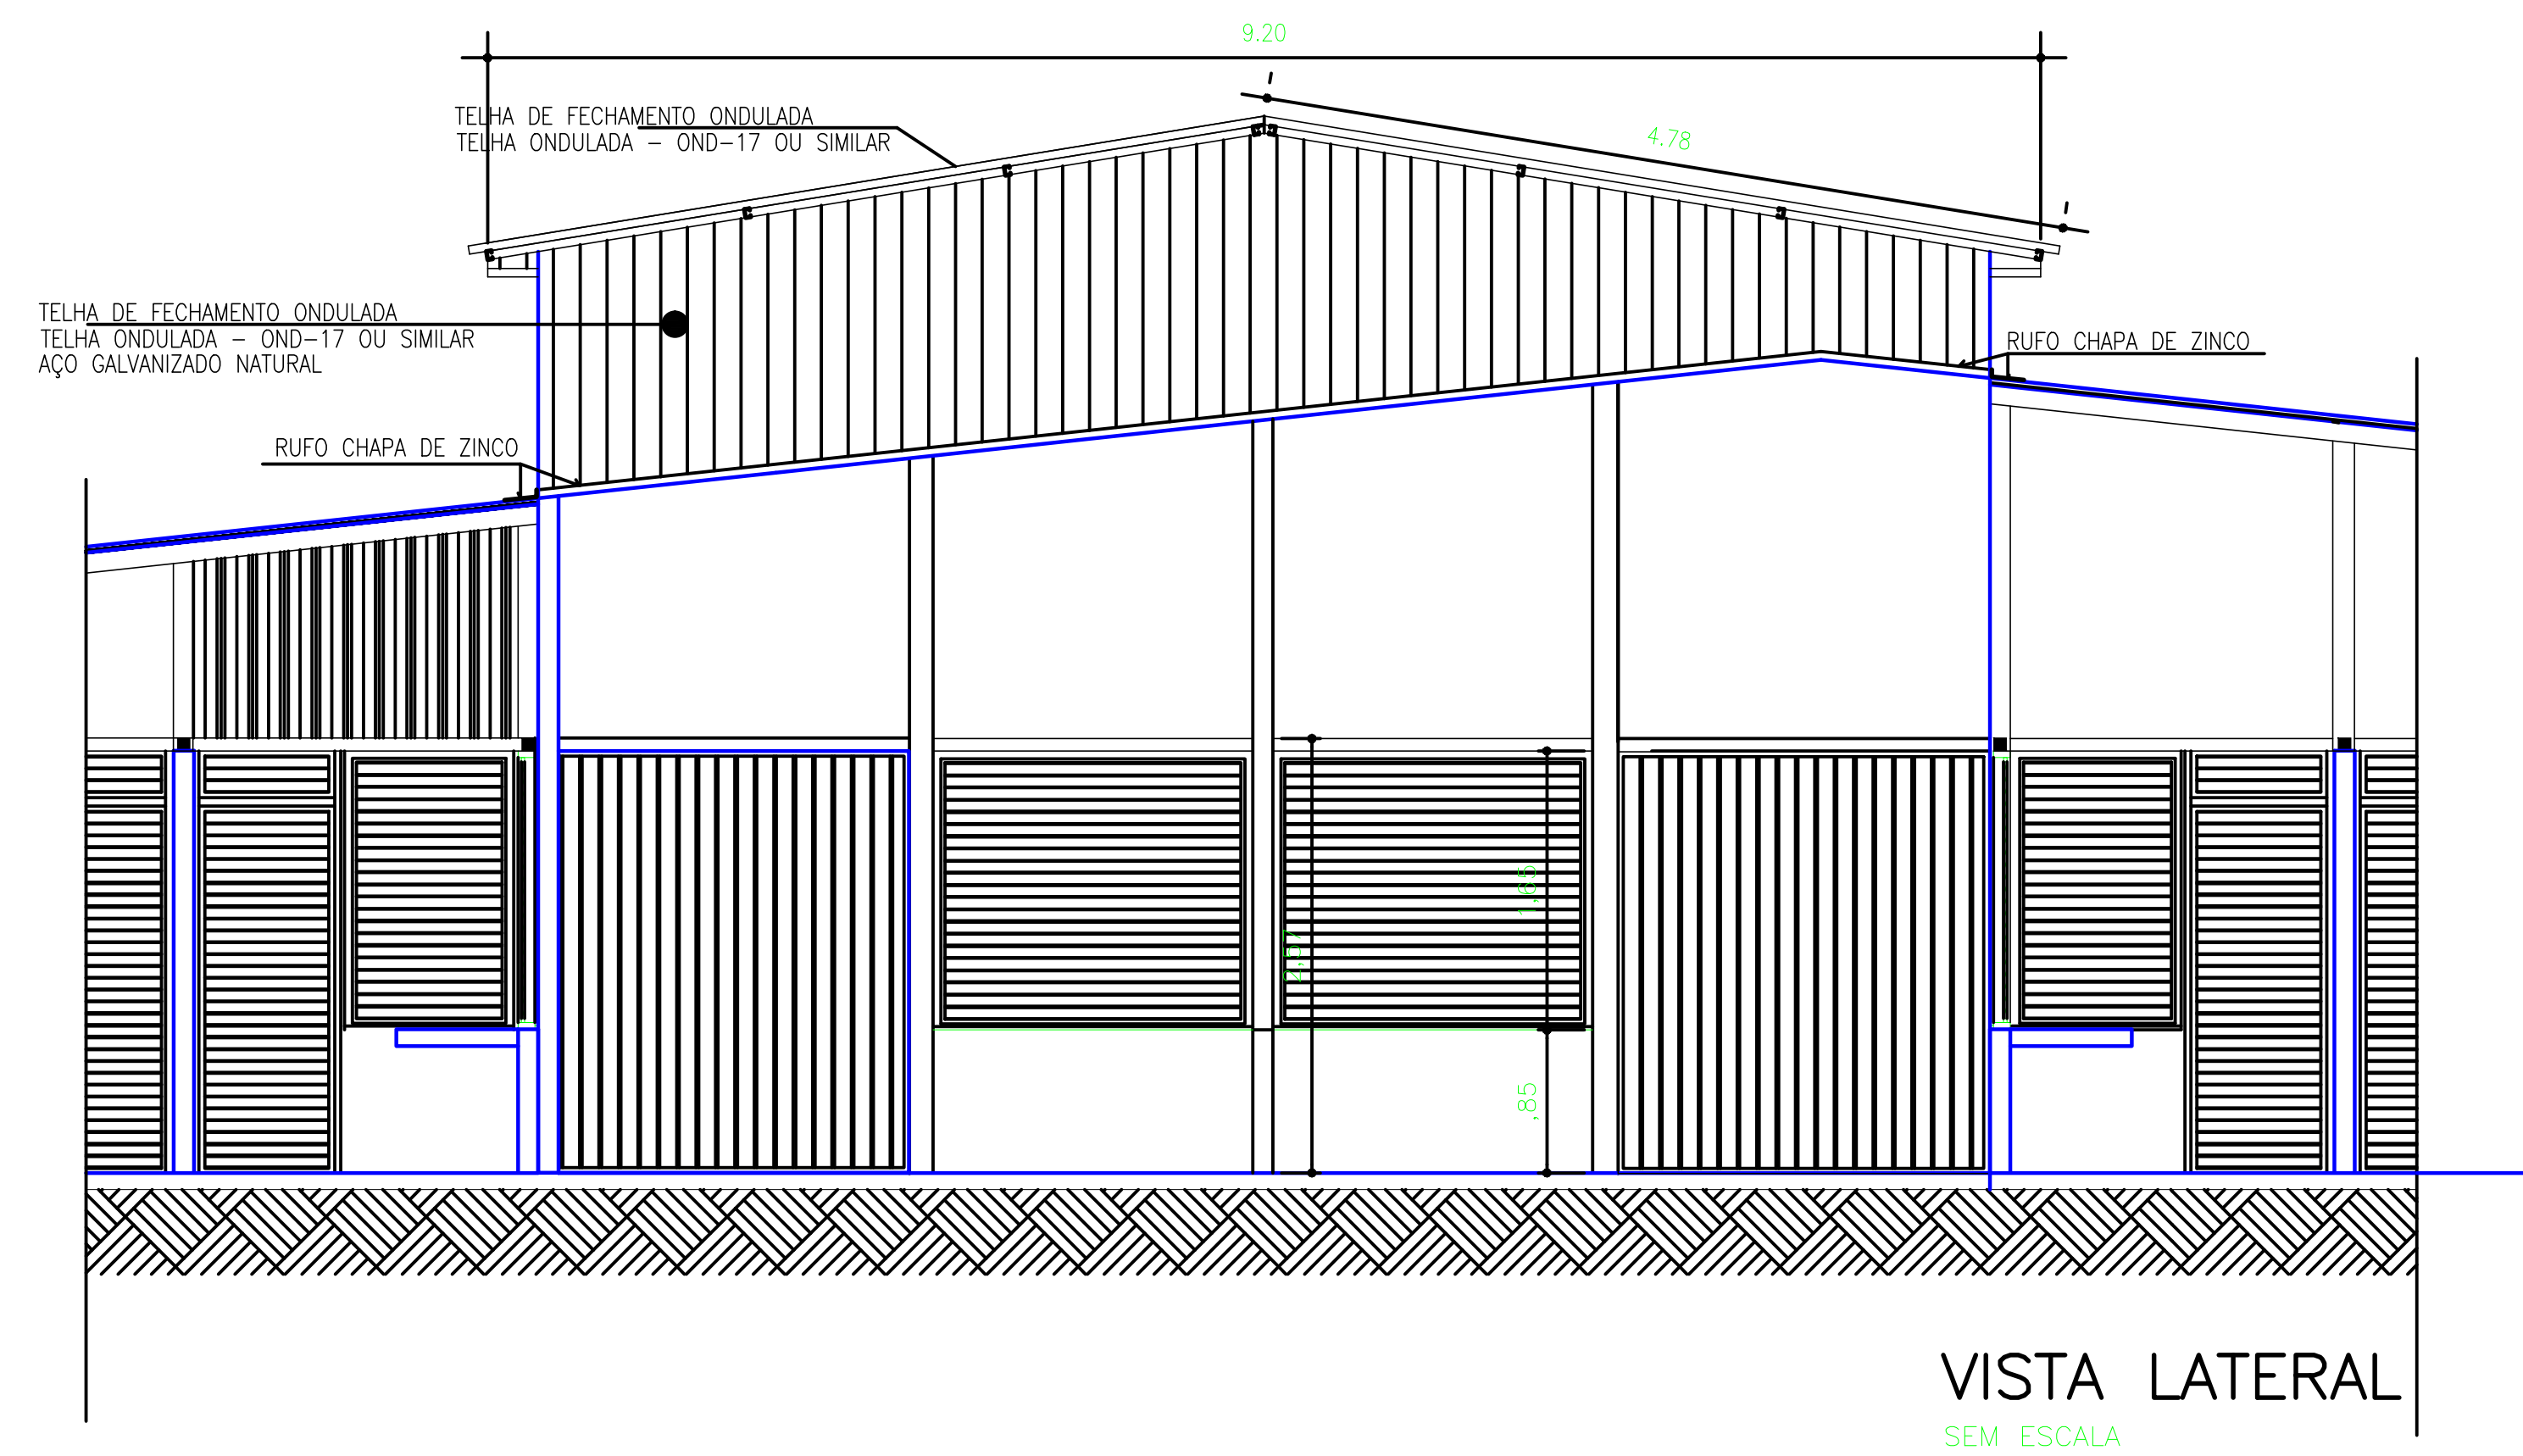 9.20
TELHA DE FECHAMENTO ONDULADA
TELHA ONDULADA - OND-17 OU SIMILAR
4.78
TELHA DE FECHAMENTO ONDULADA
TELHA ONDULADA - OND-17 OU SIMILAR
AÇO GALVANIZADO NATURAL
RUFO CHAPA DE ZINCO
RUFO CHAPA DE ZINCO
1,65
2,57
,85
VISTA LATERAL
SEM ESCALA